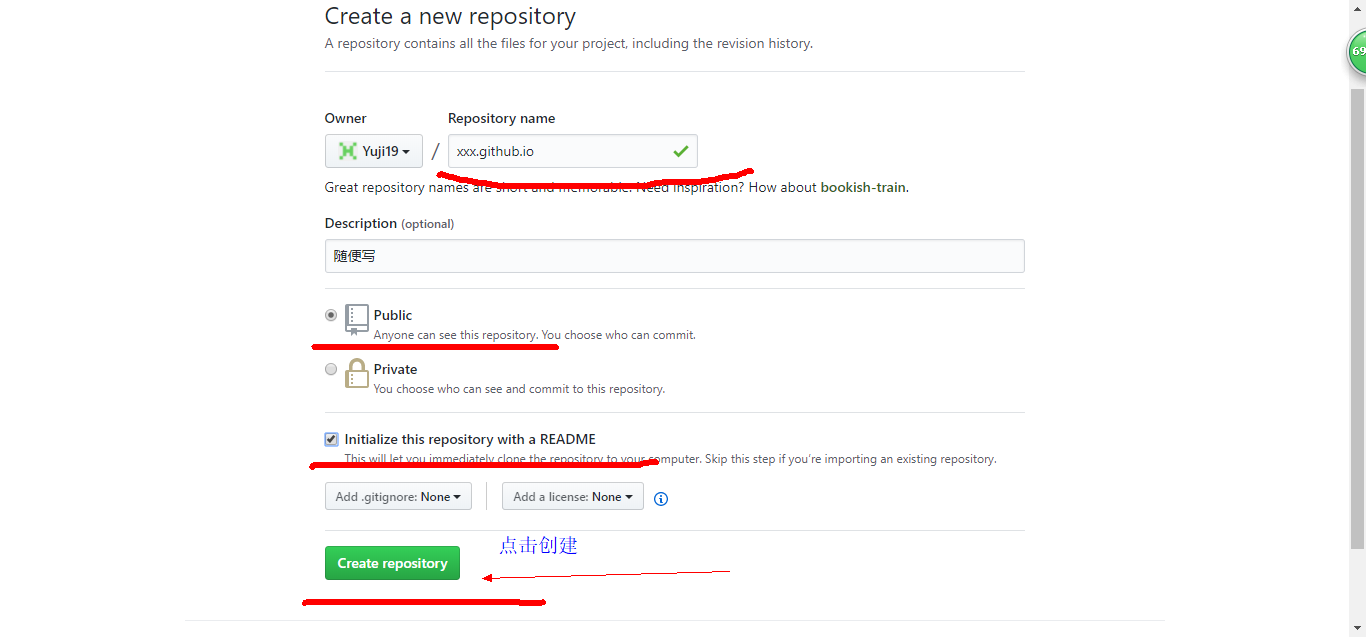 Create a new repository
A repository contains all the files for your project, including the revision history.
69
Owner
Repository name
Yuji19 / xxx.github.io
Great repository names are short and memorable. Need inspiration? How about bookish-train.
Description (optional)
随便写
Public
Anyone can see this repository. You choose who can commit.
Private
You choose who can see and commit to this repository.
Initialize this repository with a README
This will let you immediately clone the repository to your computer. Skip this step if you're importing an existing repository.
Add .gitignore: None
Add a license: None
点击创建
Create repository